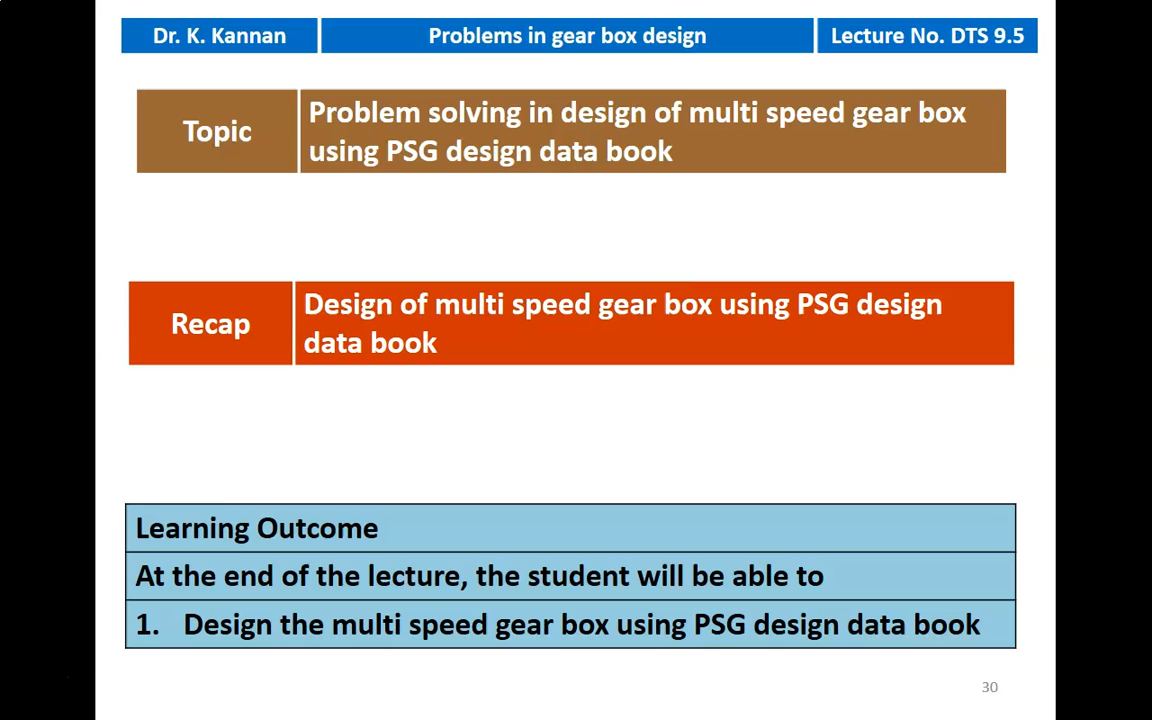 Dr. K. Kannan
Problems in gear box design
Lecture No. DTS 9.5
Topic
Problem solving in design of multi speed gear box
using PSG design data book
Recap
Design of multi speed gear box using PSG design
data book
Learning Outcome
At the end of the lecture, the student will be able to
1. Design the multi speed gear box using PSG design data book
30